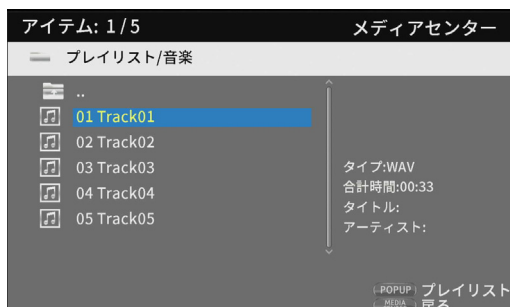 アイテム: 1/5 メディアセンター
プレイリスト/音楽
..
01 Track01
02 Track02
03 Track03
04 Track04
05 Track05
タイプ:WAV
合計時間:00:33
タイトル:
アーティスト:
POPUP プレイリスト
MEDIA 戻る